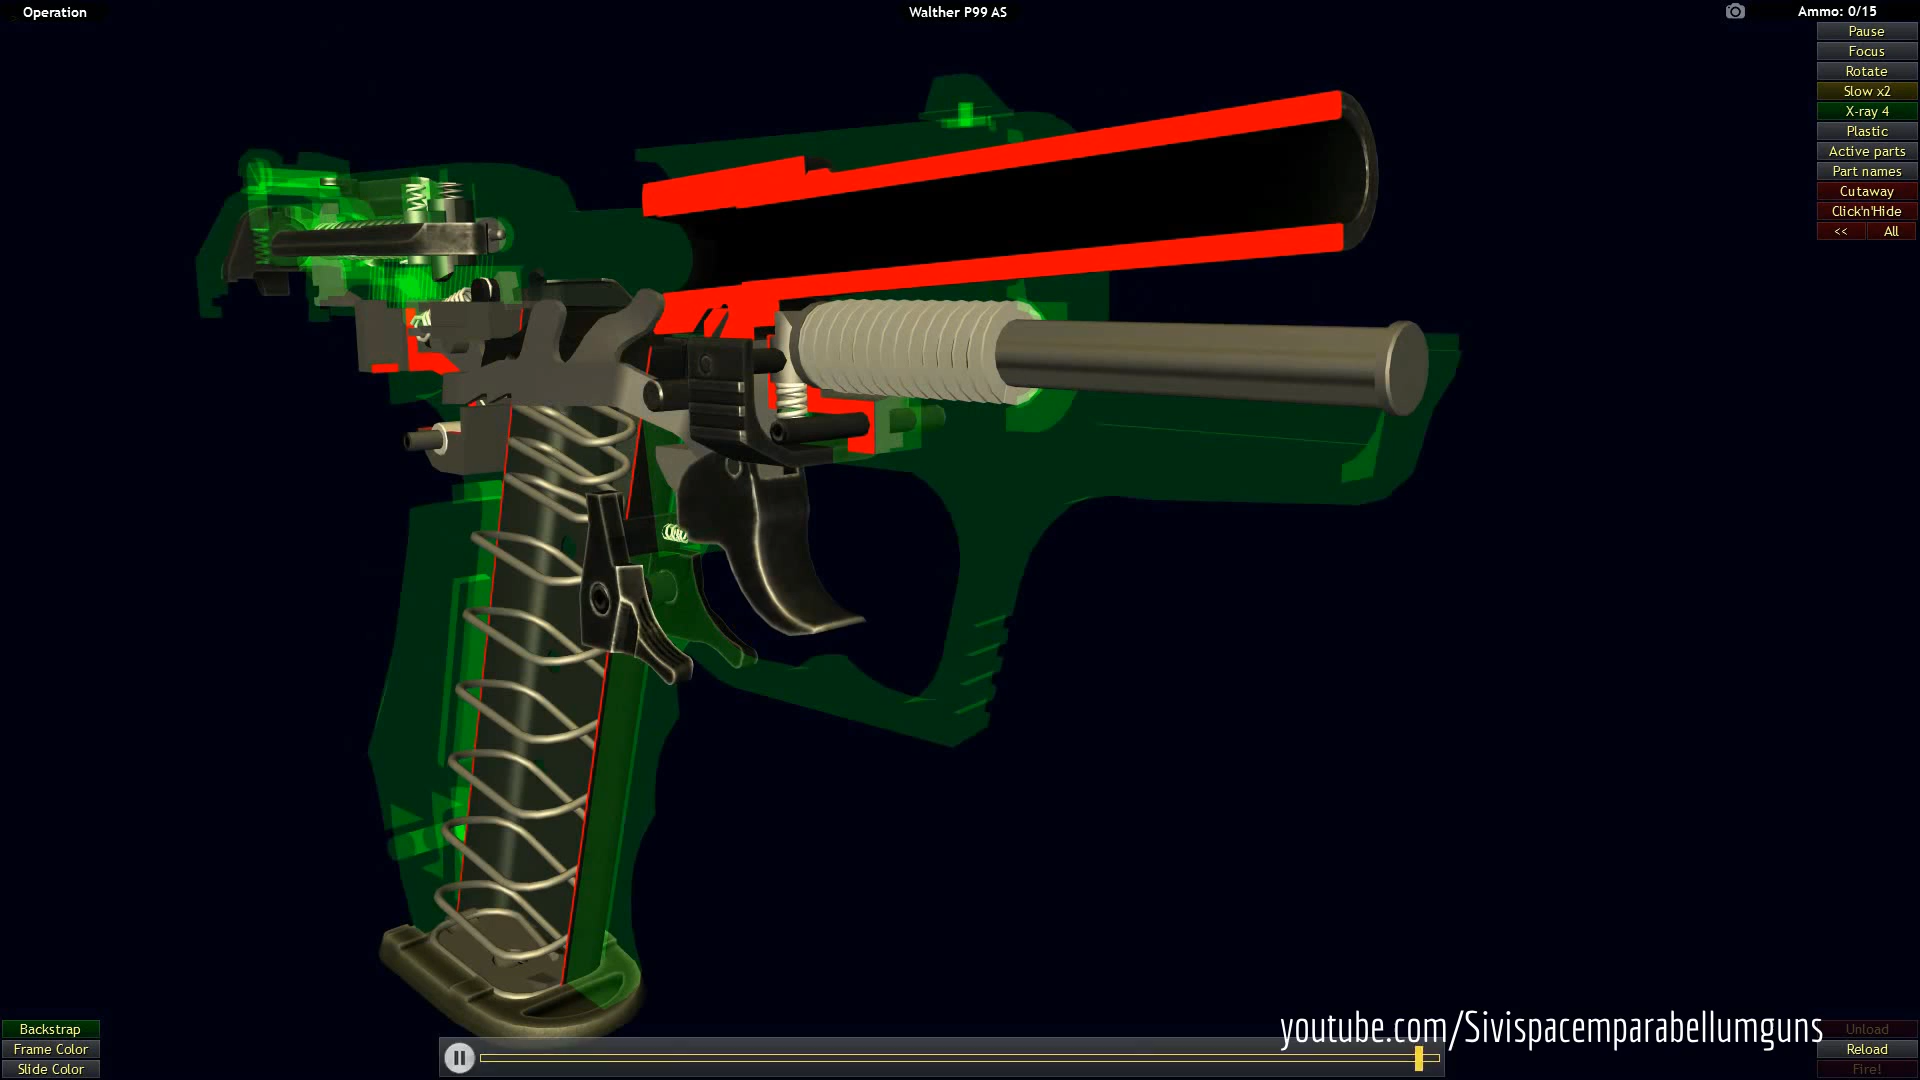 Operation
Walther P99 AS
Ammo: 0/15
Pause
Focus
Rotate
Slow x2
X-ray 4
Plastic
Active parts
Part names
Cutaway
Click'n'Hide
<< All
Backstrap
Frame Color
Slide Color
youtube.com/Sivispacemparabellumguns
Unload
Reload
Fire!